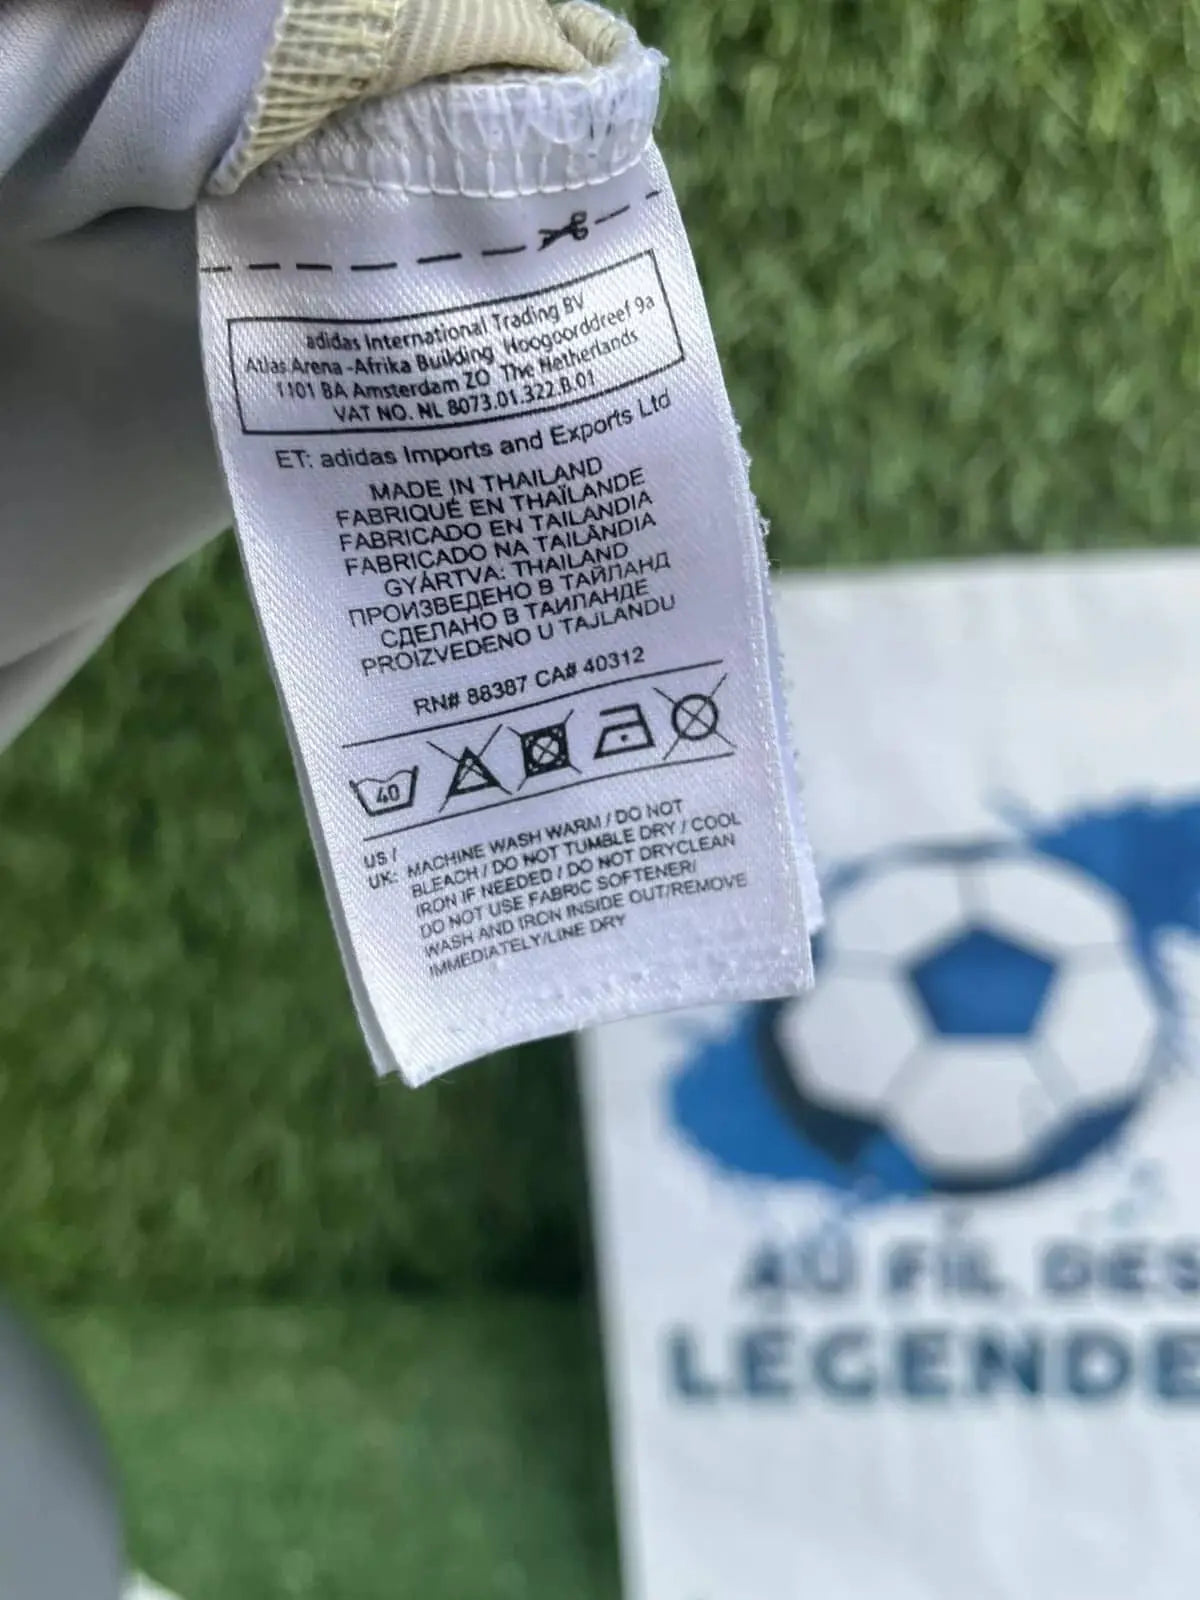 adidas International Trading BV
Atlas Arena -Afrika Building, Hoogoorddreef 9a
1101 BA Amsterdam ZO The Netherlands
VAT NO. NL 8073.01.322.B.01
ET: adidas Imports and Exports Ltd
MADE IN THAILAND
FABRIQUÉ EN THAÏLANDE
FABRICADO EN TAILANDIA
FABRICADO NA TAILÂNDIA
GYÁRTVA: THAILAND
ПРОИЗВЕДЕНО В ТАЙЛАНД
СДЕЛАНО В ТАИЛАНДЕ
PROIZVEDENO U TAJLANDU
RN# 88387 CA# 40312
40
US / UK: MACHINE WASH WARM / DO NOT
BLEACH / DO NOT TUMBLE DRY / COOL
IRON IF NEEDED / DO NOT DRYCLEAN
DO NOT USE FABRIC SOFTENER/
WASH AND IRON INSIDE OUT/REMOVE
IMMEDIATELY/LINE DRY
AU FIL DES
LÉGENDE